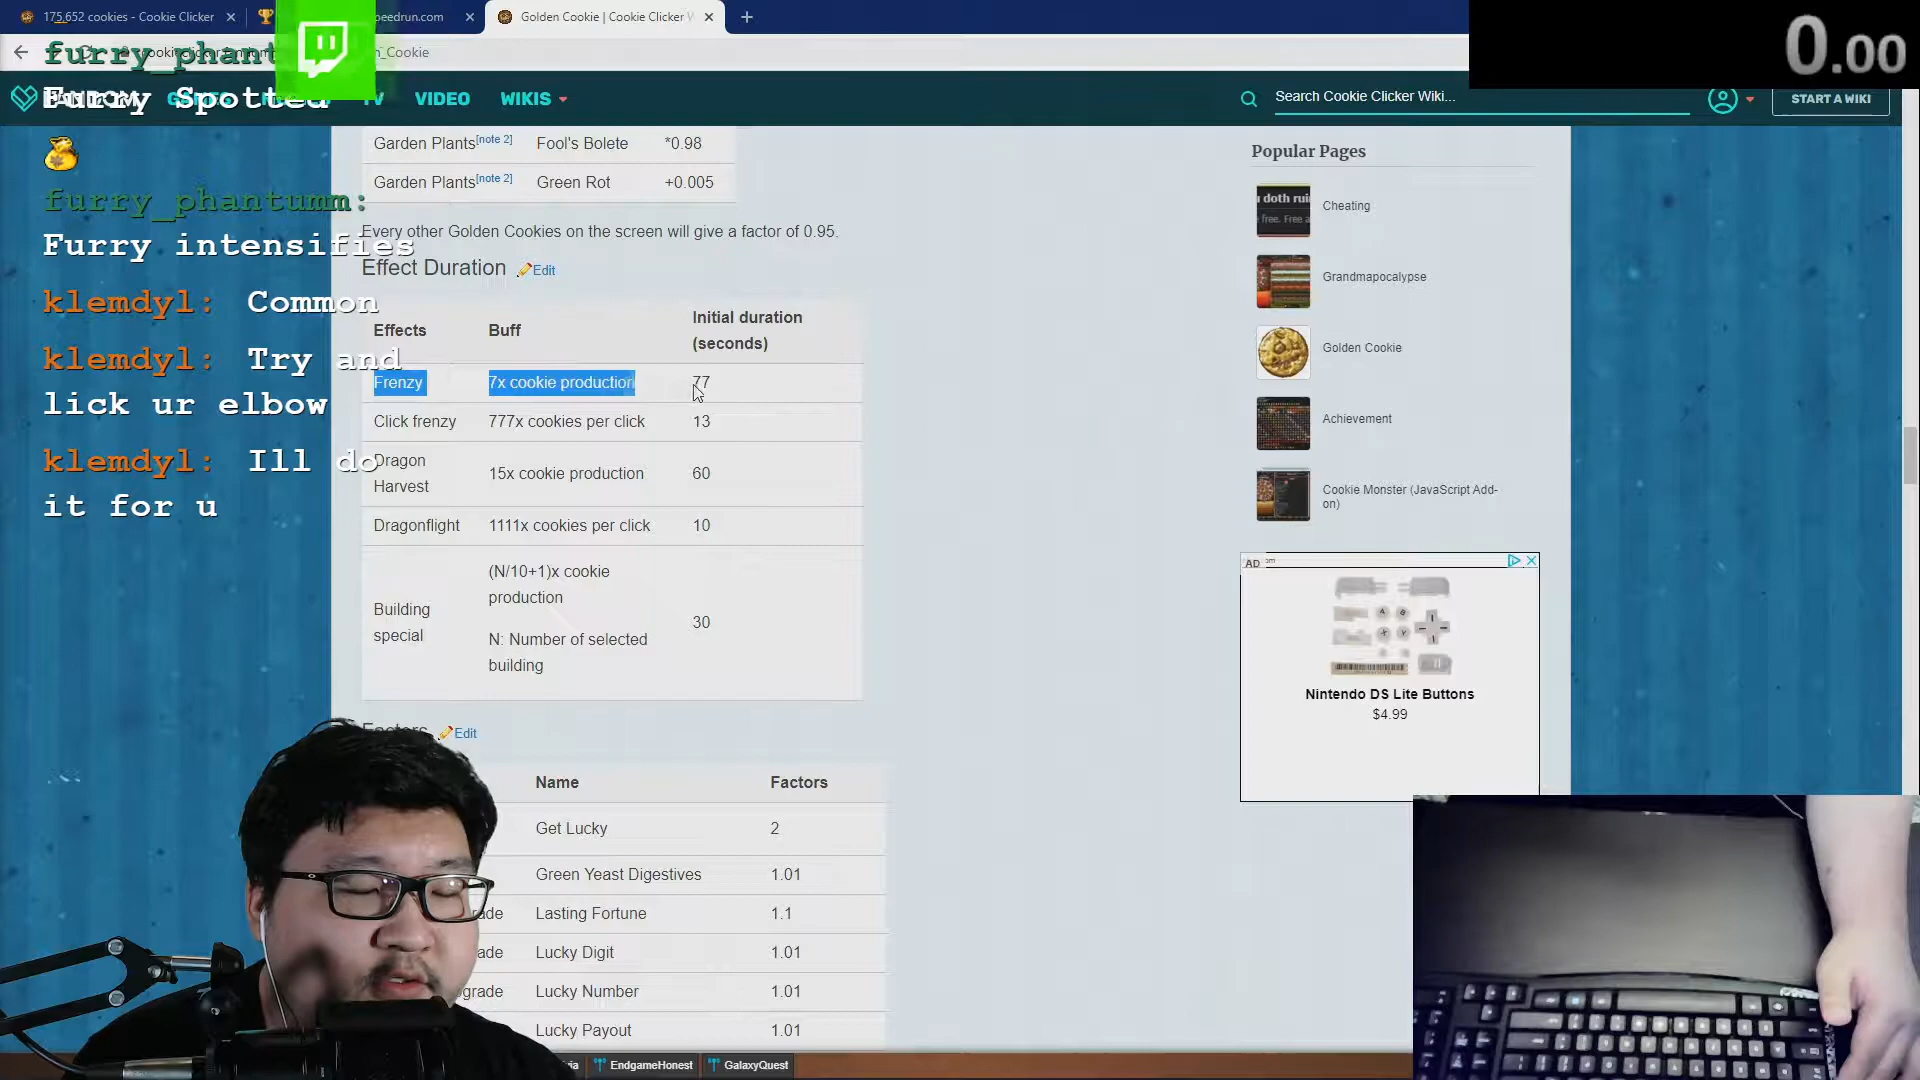 175,652 cookies - Cookie Clicker
peedrun.com
Golden Cookie | Cookie Clicker
_Cookie
0.00
furry_phant
Furry Spotted
furry_phantumm:
Furry intensifies
klemdyl: Common
klemdyl: Try and
lick ur elbow
klemdyl: Ill do
it for u
TV
VIDEO
WIKIS
Search Cookie Clicker Wiki...
START A WIKI
Garden Plants[note 2] Fool's Bolete *0.98
Garden Plants[note 2] Green Rot +0.005
Every other Golden Cookies on the screen will give a factor of 0.95.
Effect Duration Edit
Effects Buff Initial duration
(seconds)
Frenzy 7x cookie production 77
Click frenzy 777x cookies per click 13
Dragon
Harvest 15x cookie production 60
Dragonflight 1111x cookies per click 10
Building
special
(N/10+1)x cookie
production
N: Number of selected
building
30
Factors Edit
Name Factors
Get Lucky 2
Green Yeast Digestives 1.01
rade Lasting Fortune 1.1
ade Lucky Digit 1.01
grade Lucky Number 1.01
Lucky Payout 1.01
EndgameHonest
GalaxyQuest
Popular Pages
Cheating
Grandmapocalypse
Golden Cookie
Achievement
Cookie Monster (JavaScript Add-
on)
AD
Nintendo DS Lite Buttons
$4.99